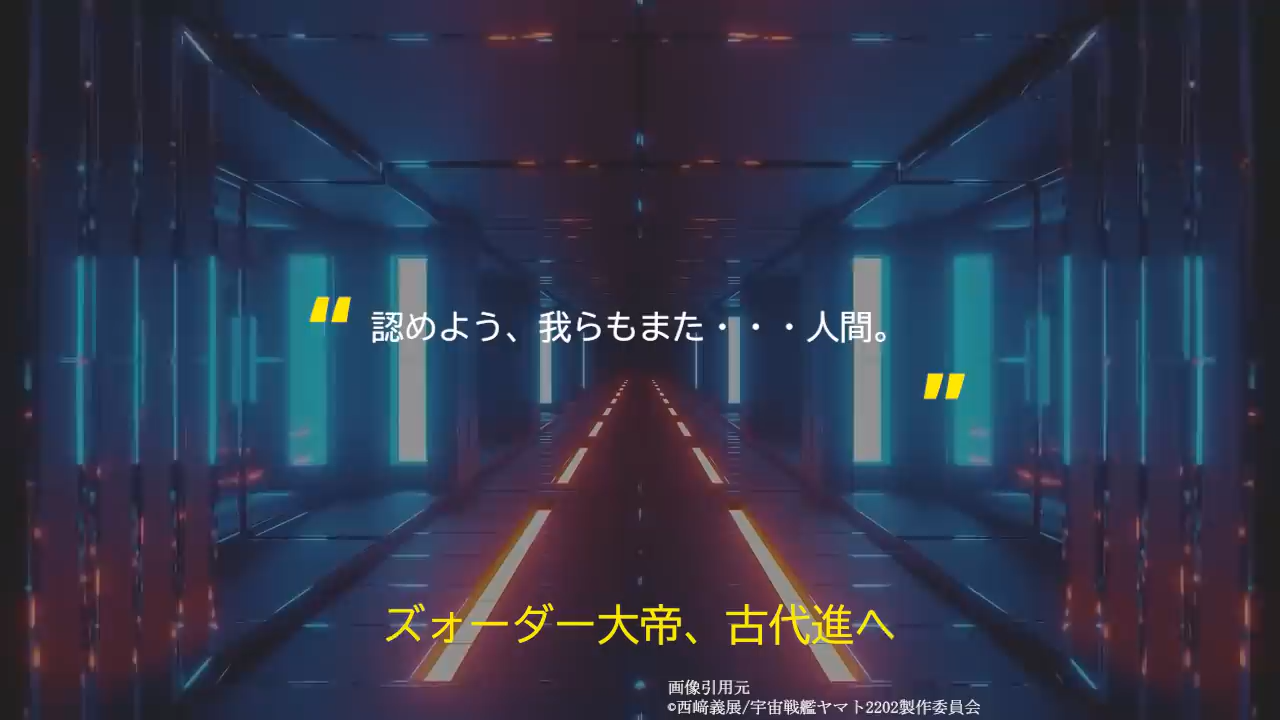 “認めよう、我らもまた・・・人間。”
ズォーダー大帝、古代進へ
画像引用元
©西﨑義展/宇宙戦艦ヤマト2202製作委員会